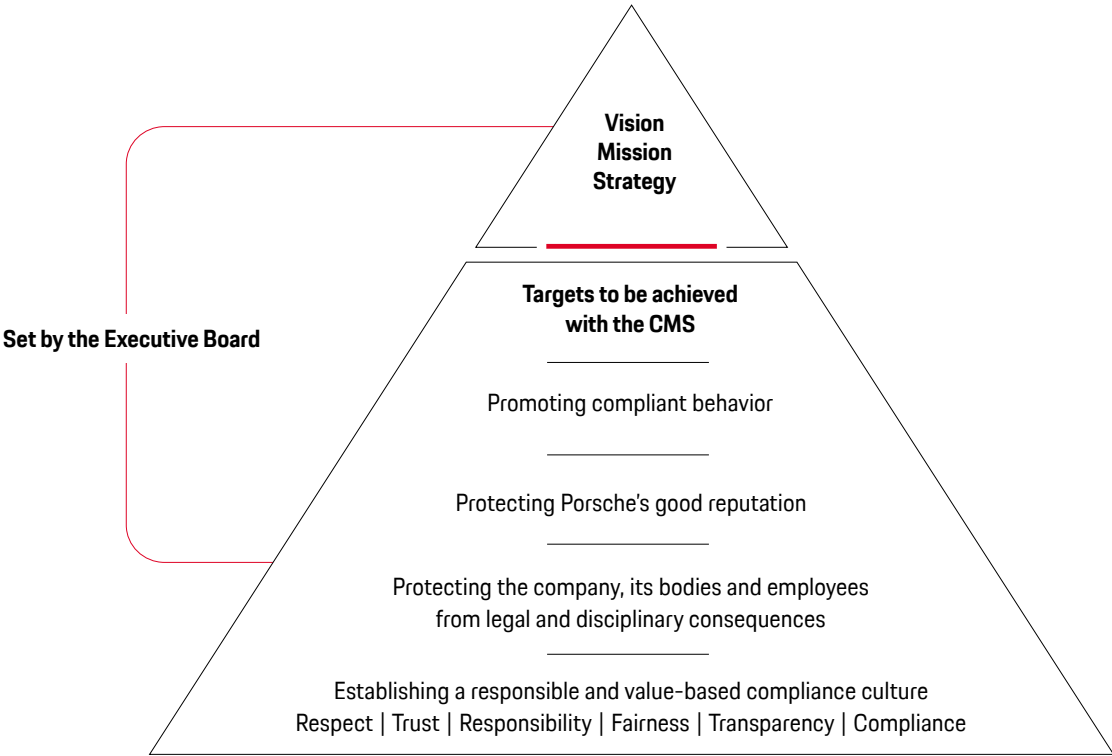 Vision
Mission
Strategy
Targets to be achieved
with the CMS
Set by the Executive Board
Promoting compliant behavior
Protecting Porsche's good reputation
Protecting the company, its bodies and employees
from legal and disciplinary consequences
Establishing a responsible and value-based compliance culture
Respect | Trust | Responsibility | Fairness | Transparency | Compliance